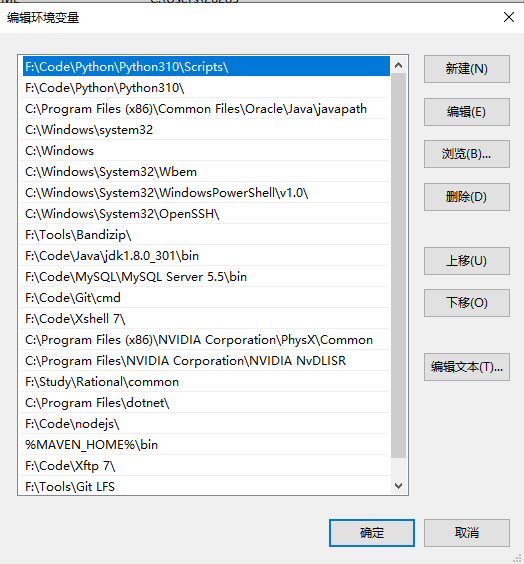 编辑环境变量
F:\Code\Python\Python310\Scripts\
F:\Code\Python\Python310\
C:\Program Files (x86)\Common Files\Oracle\Java\javapath
C:\Windows\system32
C:\Windows
C:\Windows\System32\Wbem
C:\Windows\System32\WindowsPowerShell\v1.0\
C:\Windows\System32\OpenSSH\
F:\Tools\Bandizip\
F:\Code\Java\jdk1.8.0_301\bin
F:\Code\MySQL\MySQL Server 5.5\bin
F:\Code\Git\cmd
F:\Code\Xshell 7\
C:\Program Files (x86)\NVIDIA Corporation\PhysX\Common
C:\Program Files\NVIDIA Corporation\NVIDIA NvDLISR
F:\Study\Rational\common
C:\Program Files\dotnet\
F:\Code\nodejs\
%MAVEN_HOME%\bin
F:\Code\Xftp 7\
F:\Tools\Git LFS
新建(N)
编辑(E)
浏览(B)...
删除(D)
上移(U)
下移(O)
编辑文本(T)...
确定
取消